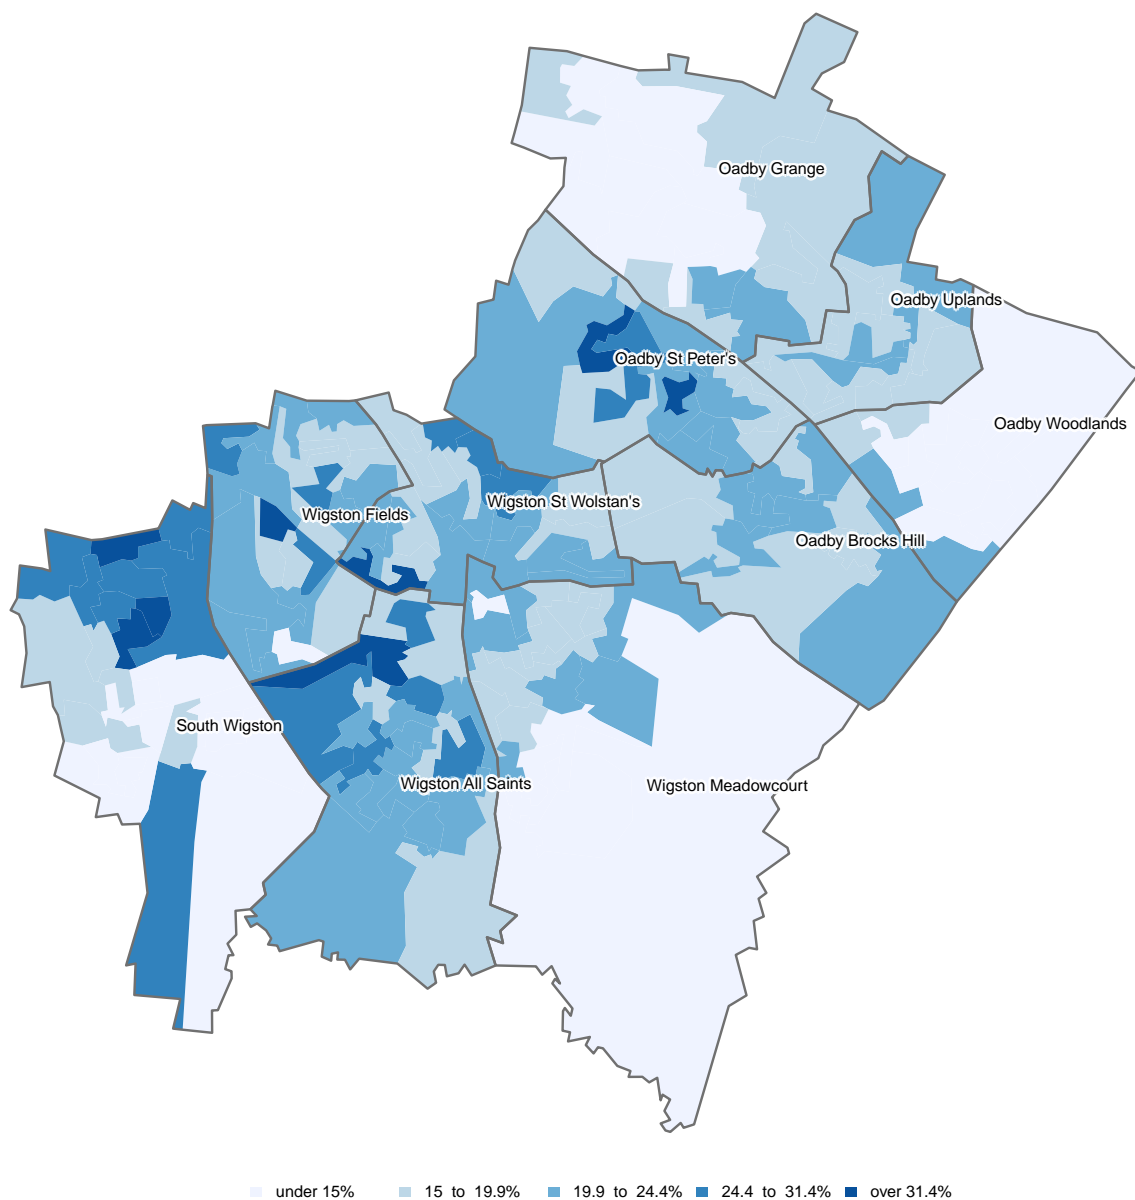 Oadby Grange
Oadby Uplands
Oadby St Peter's
Oadby Woodlands
Wigston St Wolstan's
Wigston Fields
Oadby Brocks Hill
South Wigston
Wigston All Saints
Wigston Meadowcourt
under 15%
15 to 19.9%
19.9 to 24.4%
24.4 to 31.4%
over 31.4%